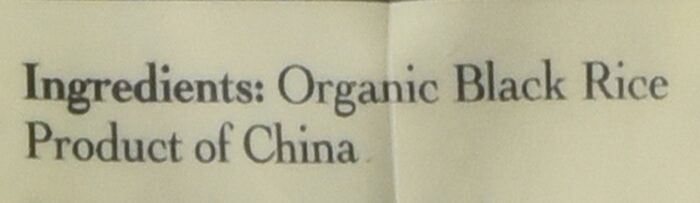 Ingredients: Organic Black Rice
Product of China